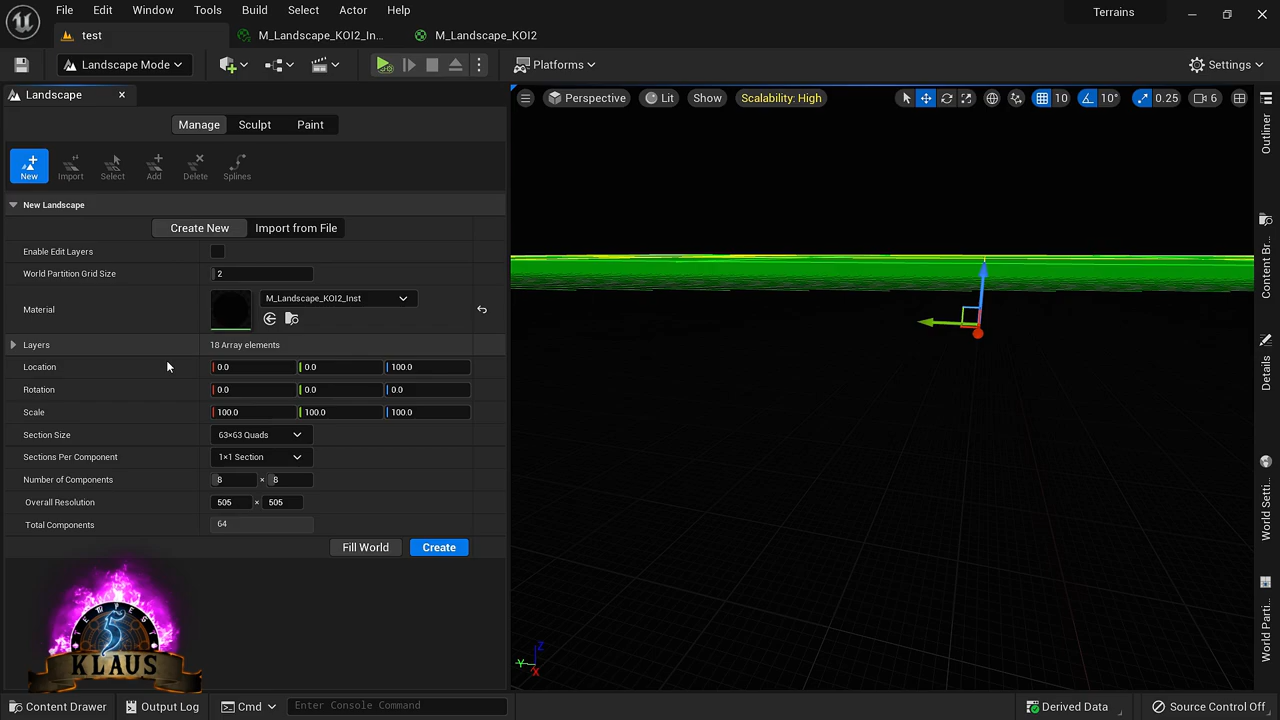 File Edit Window Tools Build Select Actor Help
Terrains
test
M_Landscape_KOI2_In...
M_Landscape_KOI2
Landscape Mode
Platforms
Settings
Landscape
Perspective
Lit
Show
Scalability: High
10
10°
0.25
6
Manage
Sculpt
Paint
New
Import
Select
Add
Delete
Splines
New Landscape
Create New
Import from File
Enable Edit Layers
World Partition Grid Size
2
Material
M_Landscape_KOI2_Inst
Layers
18 Array elements
Location
0.0
0.0
100.0
Rotation
0.0
0.0
0.0
Scale
100.0
100.0
100.0
Section Size
63×63 Quads
Sections Per Component
1×1 Section
Number of Components
8 × 8
Overall Resolution
505 × 505
Total Components
64
Fill World
Create
Outliner
Content Br...
Details
World Setti...
World Parti...
Z
Y
X
TEMPEST
KLAUS
Content Drawer
Output Log
Cmd
Enter Console Command
Derived Data
Source Control Off